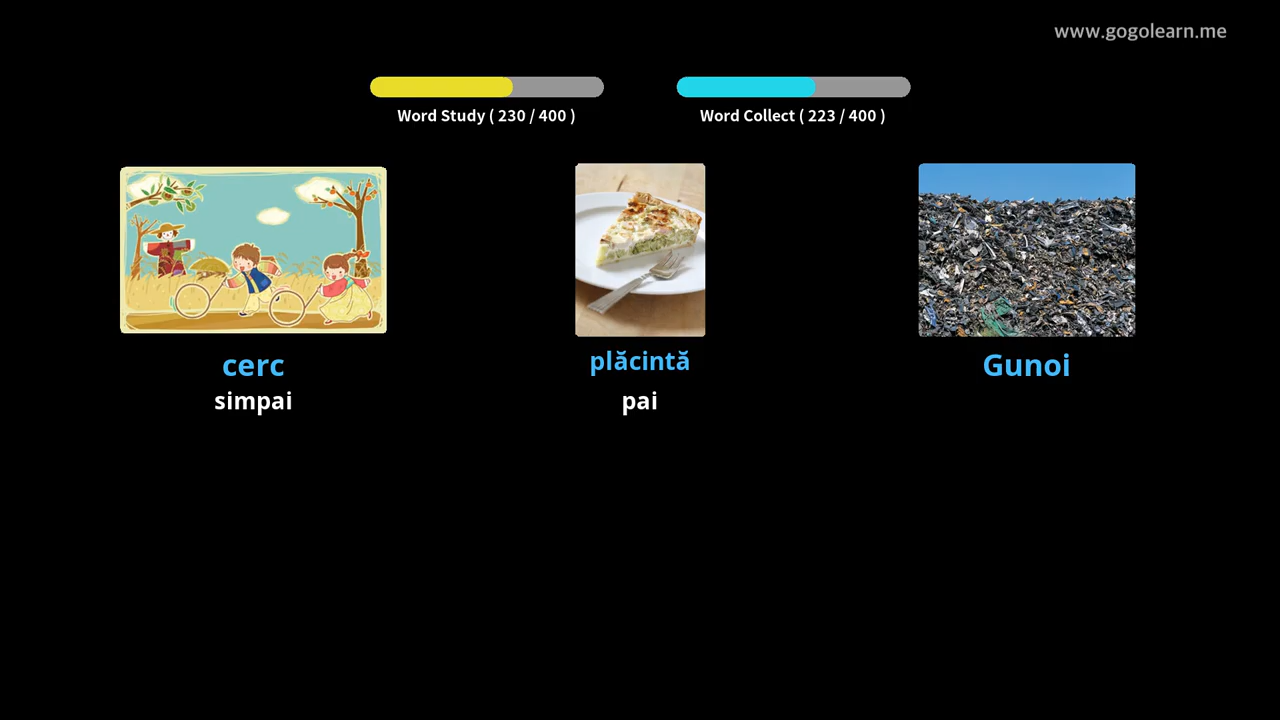 www.gogolearn.me
Word Study ( 230 / 400 )
Word Collect ( 223 / 400 )
cerc
simpai
plăcintă
pai
Gunoi